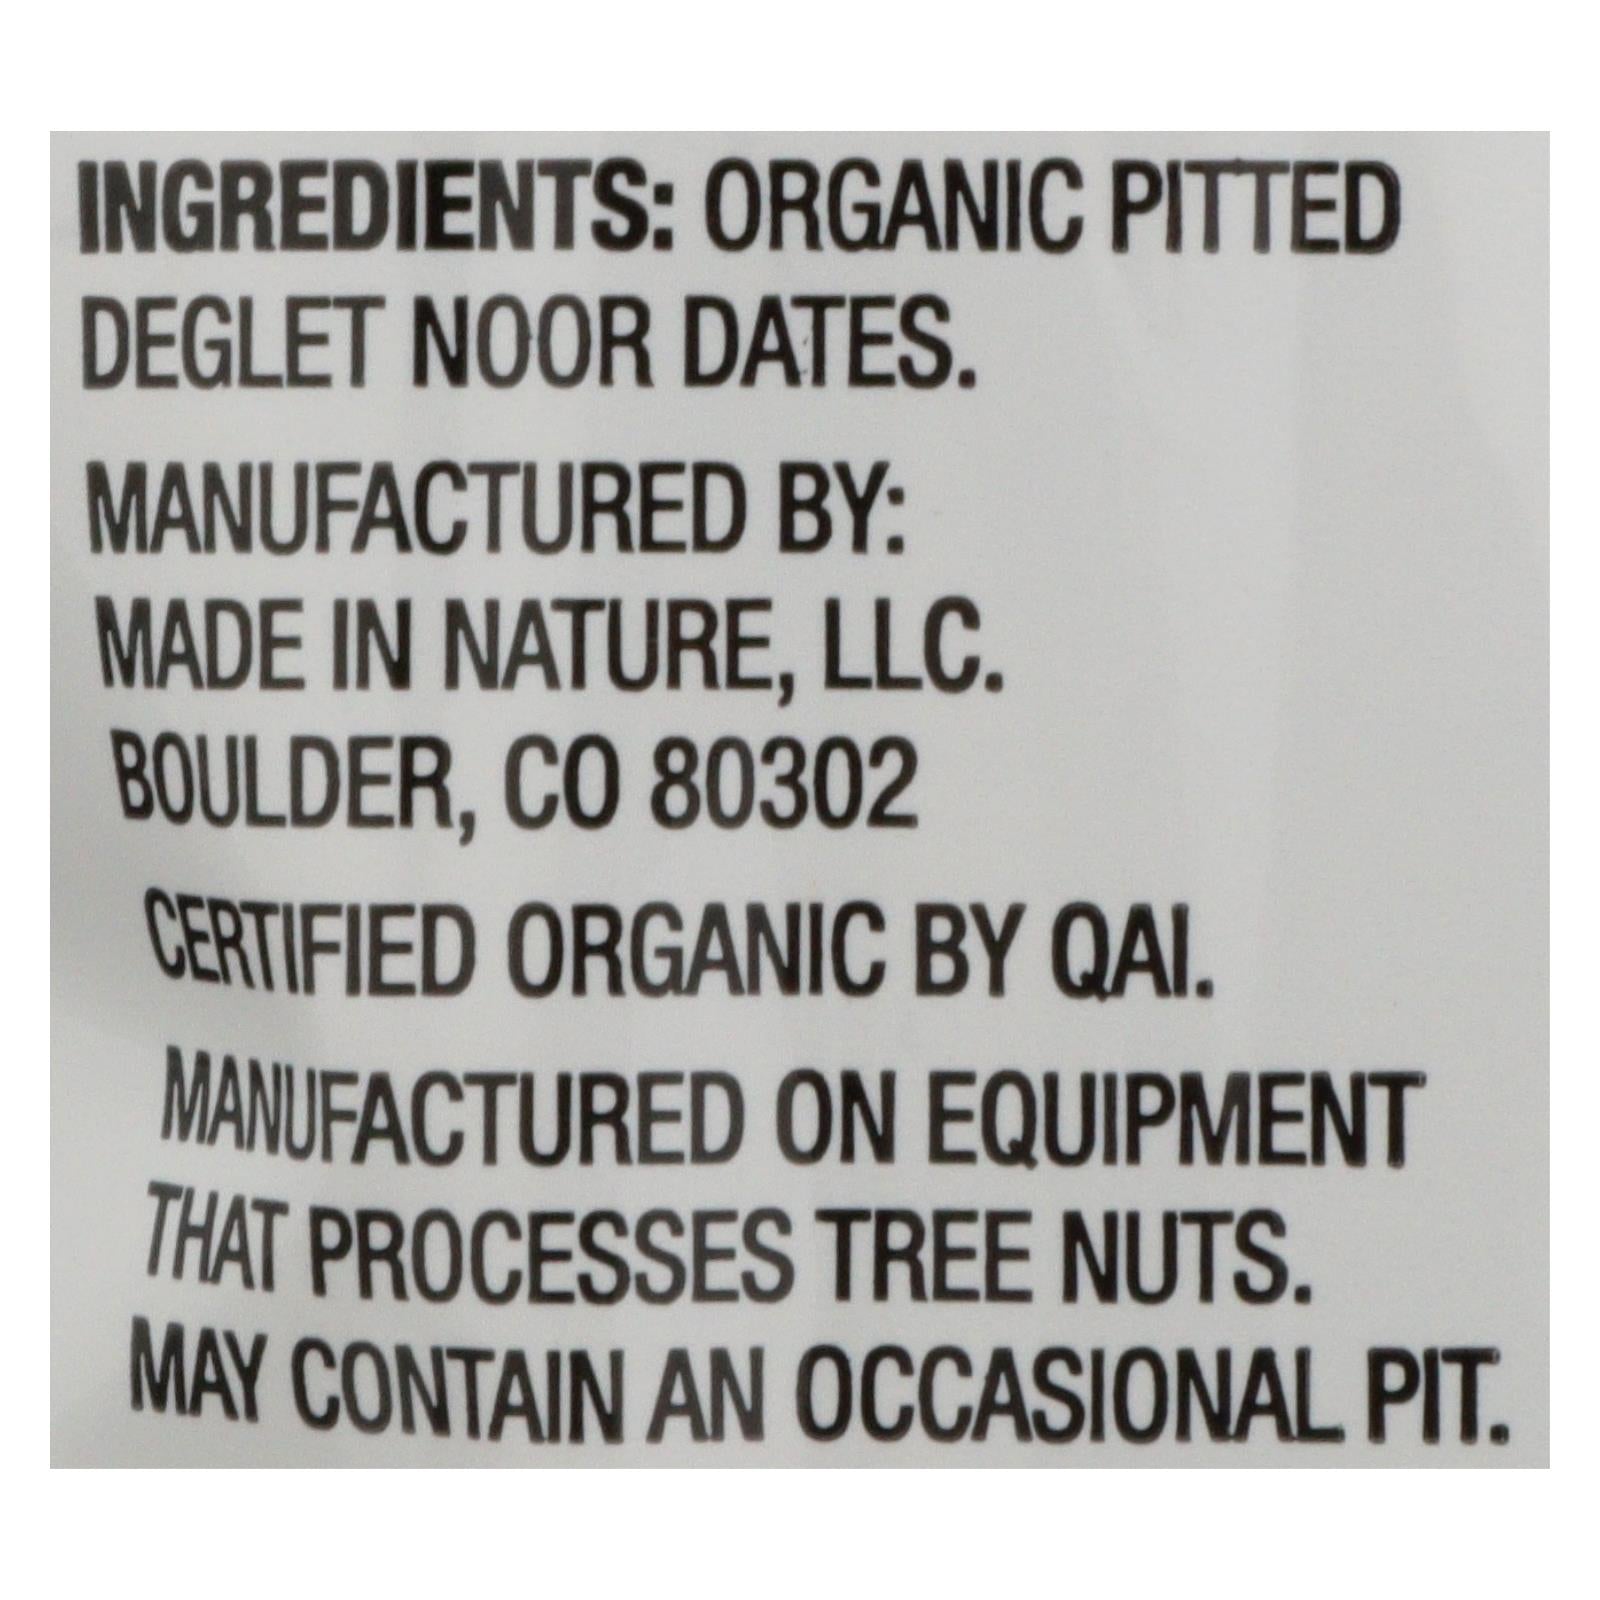 INGREDIENTS: ORGANIC PITTED
DEGLET NOOR DATES.
MANUFACTURED BY:
MADE IN NATURE, LLC.
BOULDER, CO 80302
CERTIFIED ORGANIC BY QAI.
MANUFACTURED ON EQUIPMENT
THAT PROCESSES TREE NUTS.
MAY CONTAIN AN OCCASIONAL PIT.